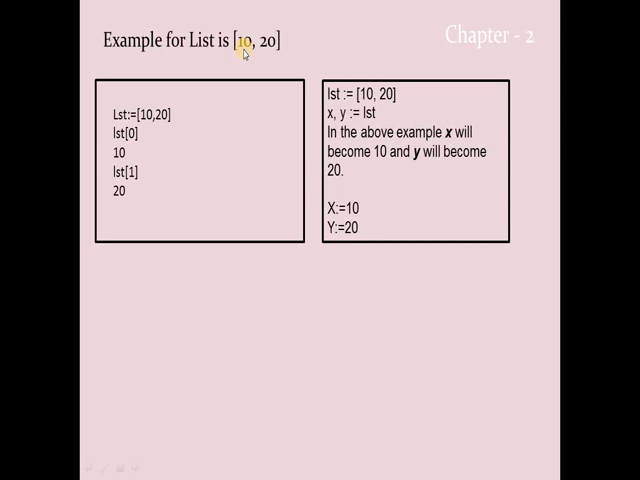 Example for List is [10, 20]
Chapter - 2
Lst:=[10,20]
lst[0]
10
lst[1]
20
lst := [10, 20]
x, y := lst
In the above example x will
become 10 and y will become
20.
X:=10
Y:=20